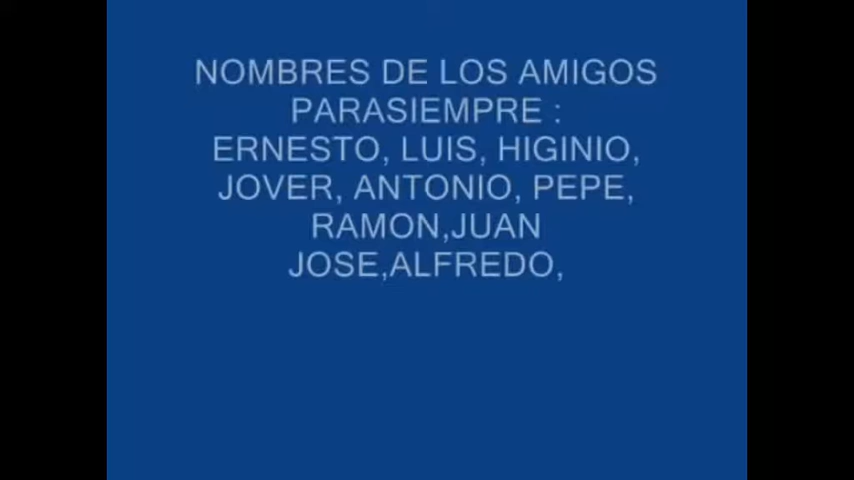 NOMBRES DE LOS AMIGOS
PARASIEMPRE :
ERNESTO, LUIS, HIGINIO,
JOVER, ANTONIO, PEPE,
RAMON,JUAN
JOSE,ALFREDO,